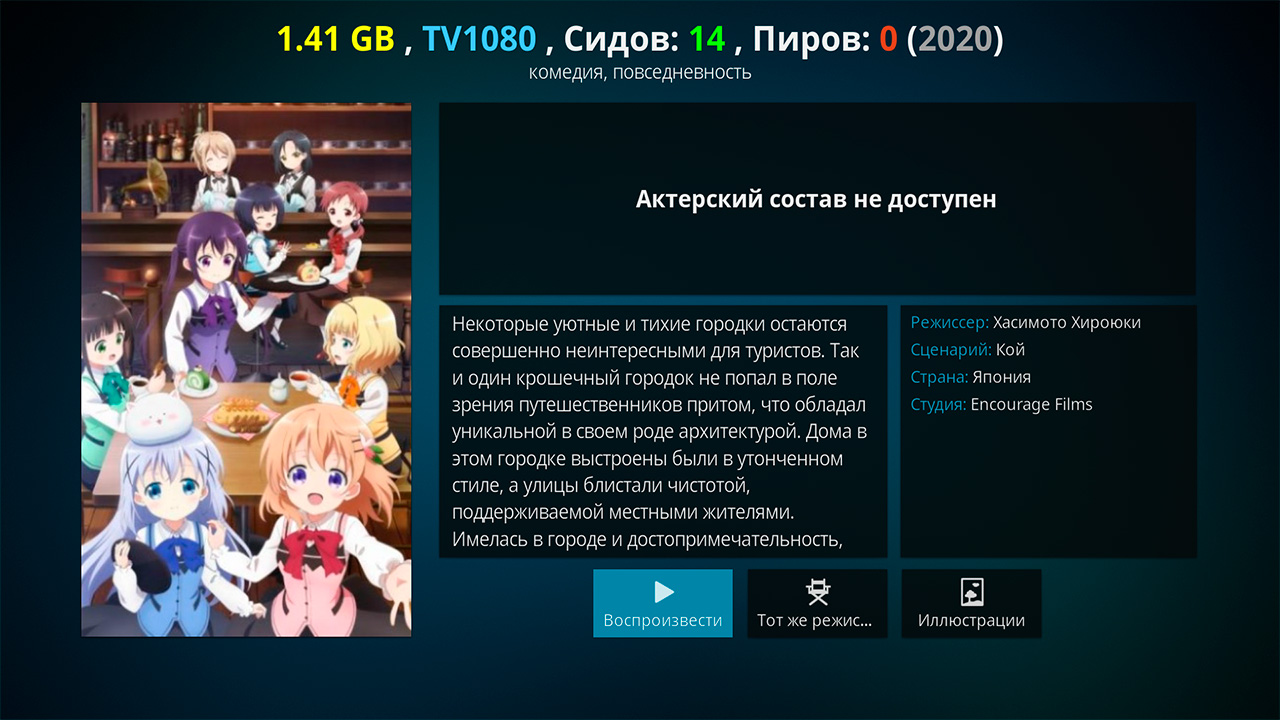 1.41 GB , TV1080 , Сидов: 14 , Пиров: 0 (2020)
комедия, повседневность
Актерский состав не доступен
Некоторые уютные и тихие городки остаются
совершенно неинтересными для туристов. Так
и один крошечный городок не попал в поле
зрения путешественников притом, что обладал
уникальной в своем роде архитектурой. Дома в
этом городке выстроены были в утонченном
стиле, а улицы блистали чистотой,
поддерживаемой местными жителями.
Имелась в городе и достопримечательность,
Режиссер: Хасимото Хироюки
Сценарий: Кой
Страна: Япония
Студия: Encourage Films
Воспроизвести
Тот же режис...
Иллюстрации